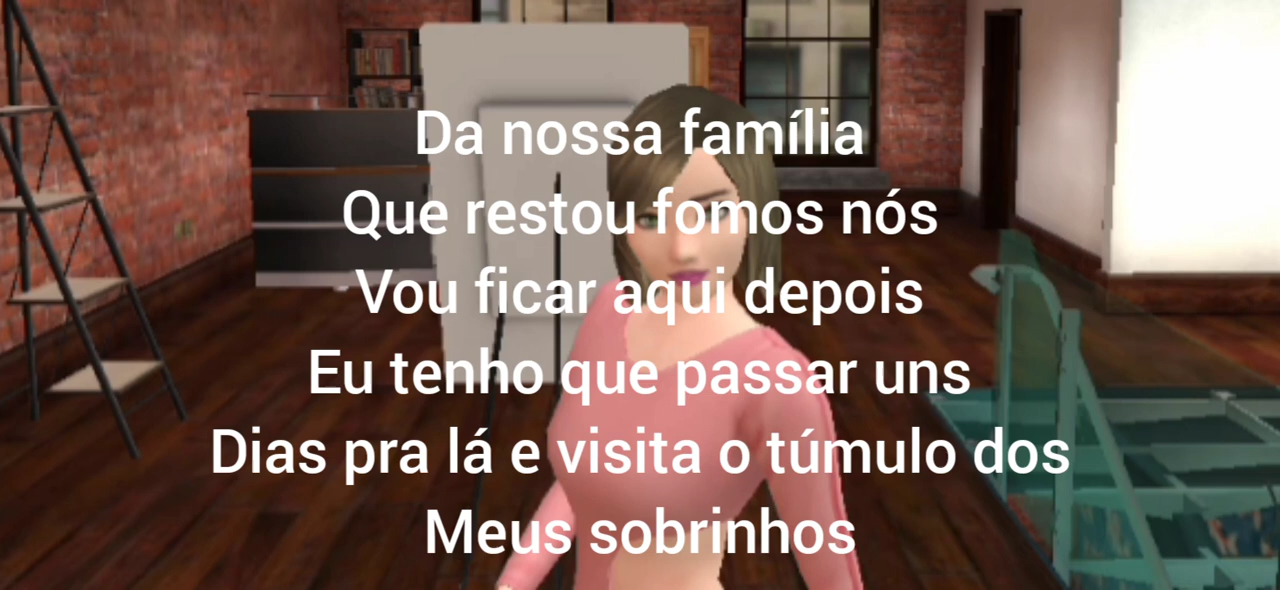 Da nossa família
Que restou fomos nós
Vou ficar aqui depois
Eu tenho que passar uns
Dias pra lá e visita o túmulo dos
Meus sobrinhos